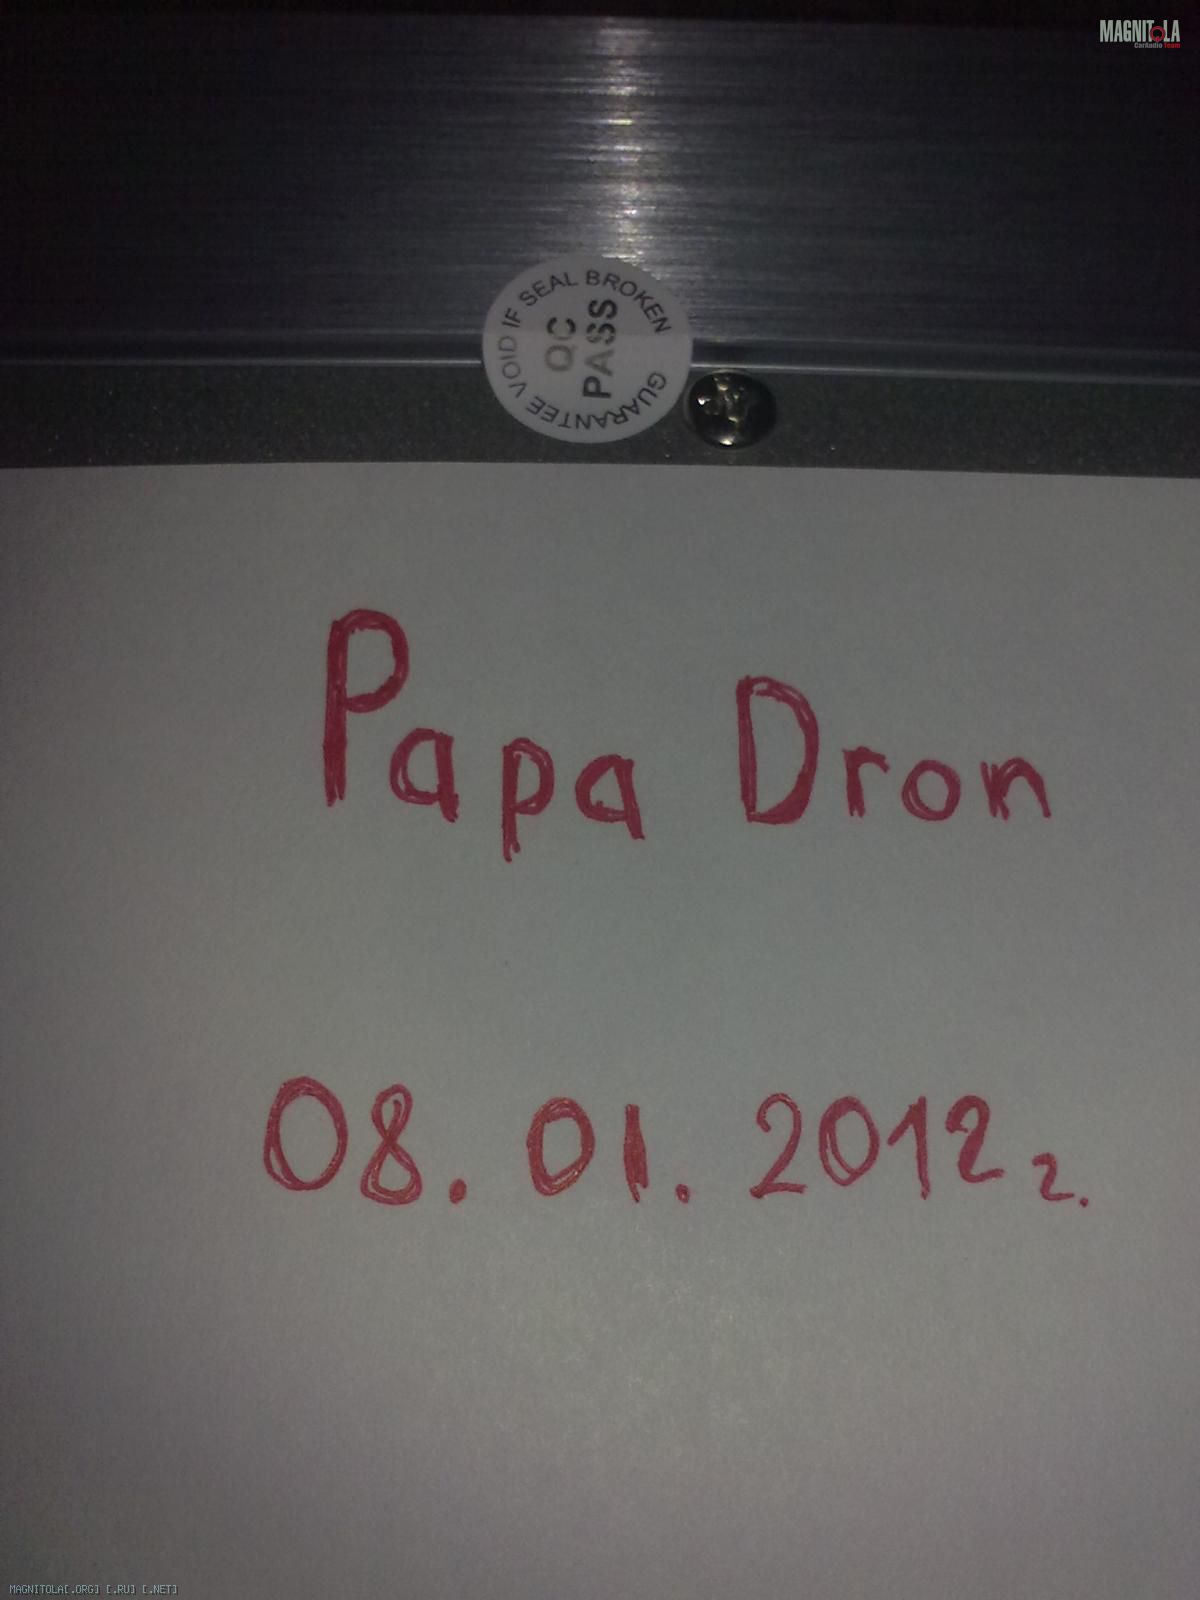 MAGNITOLA
CarAudio Team
GUARANTEE VOID IF SEAL BROKEN
QC
PASS
Papa Dron
08.01.2012г.
MAGNITOLA[.ORG] [.RU] [.NET]